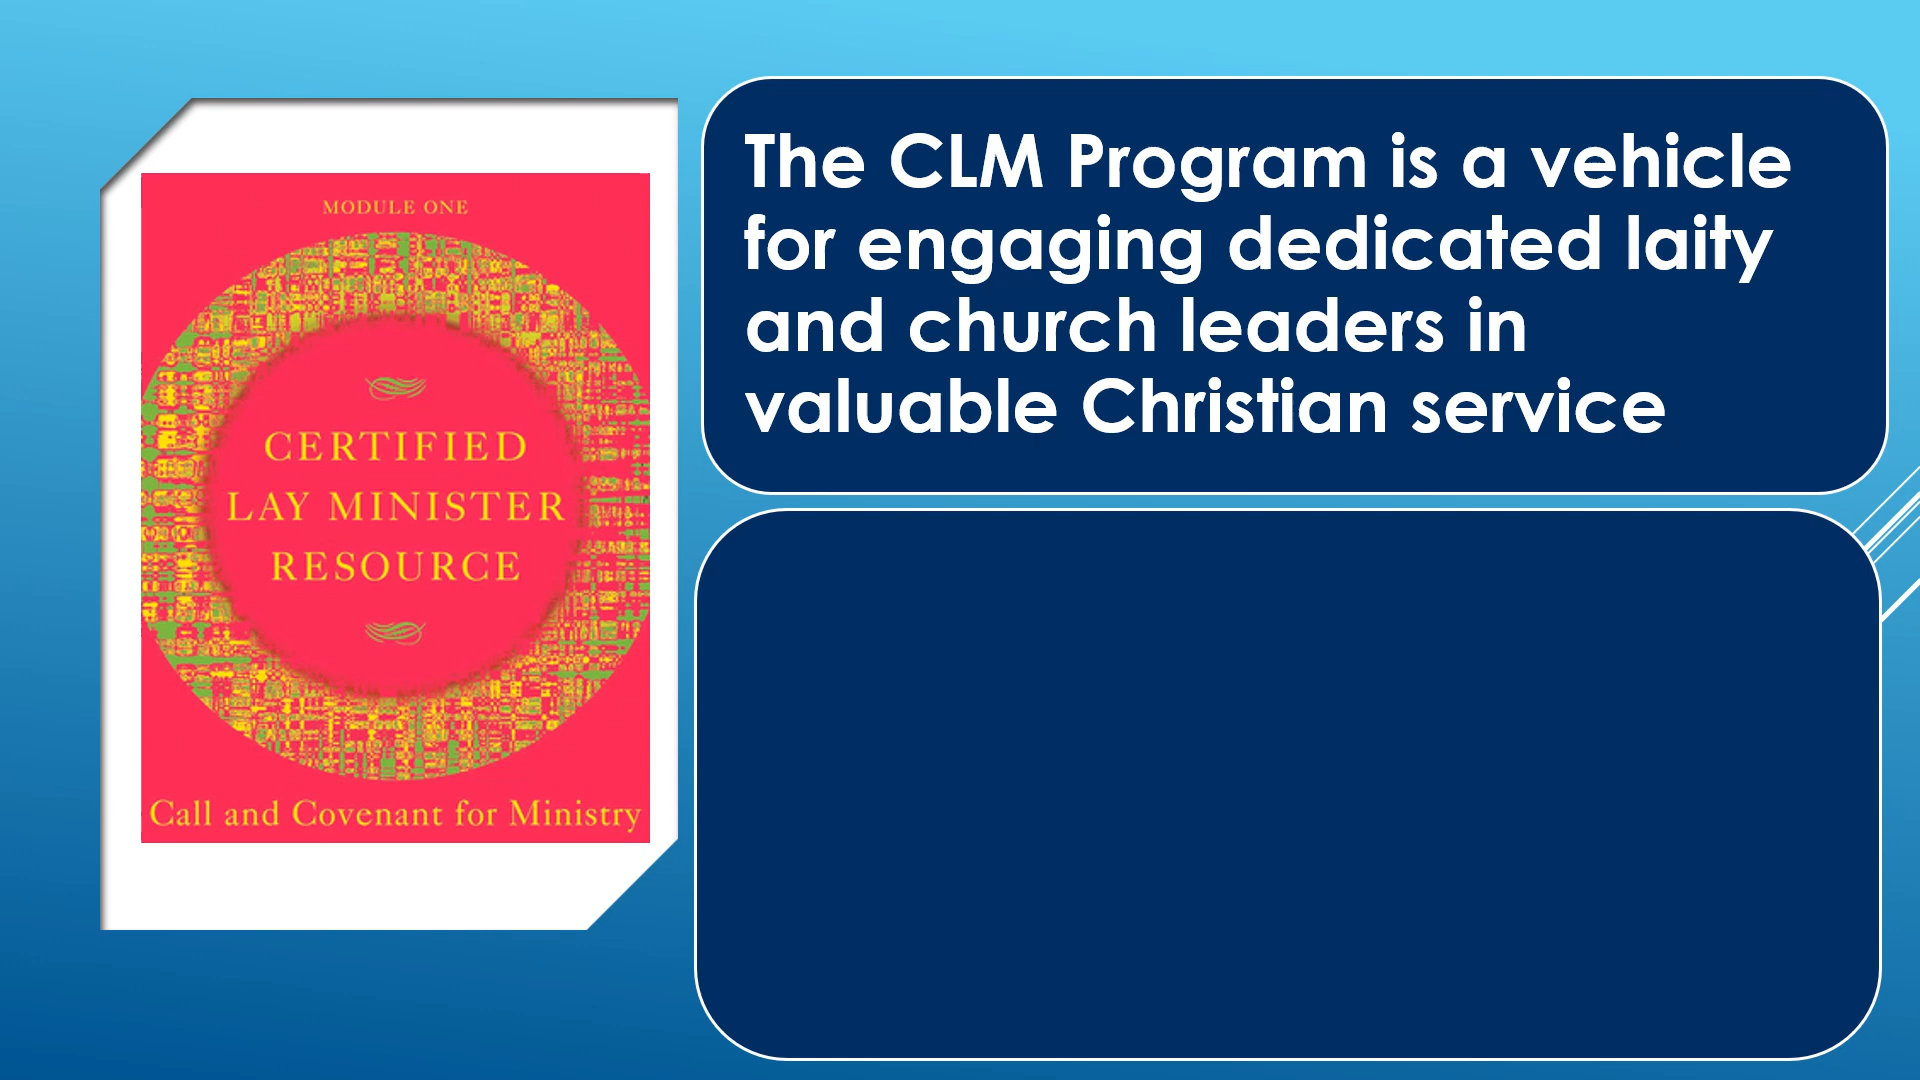 MODULE ONE
CERTIFIED
LAY MINISTER
RESOURCE
Call and Covenant for Ministry
The CLM Program is a vehicle
for engaging dedicated laity
and church leaders in
valuable Christian service